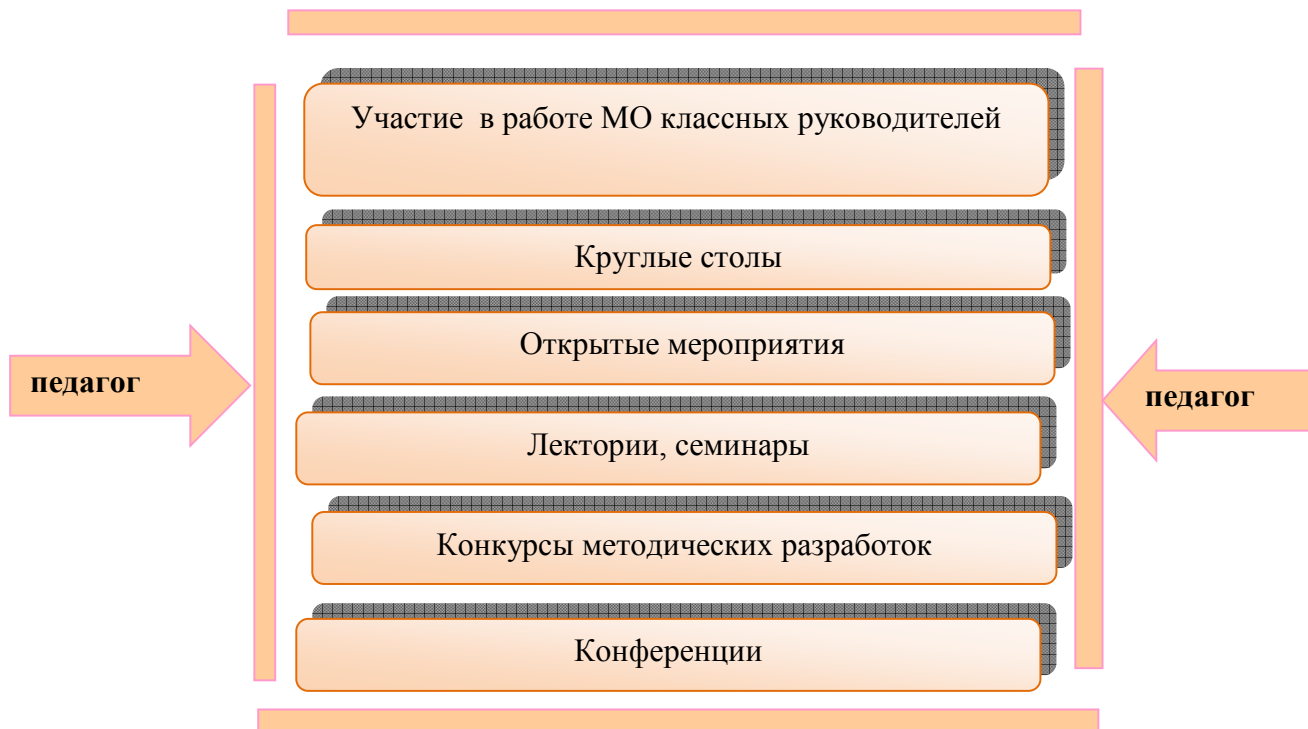 Участие  в работе МО классных руководителей
Круглые столы
Открытые мероприятия
педагог
педагог
Лектории, семинары
Конкурсы методических разработок
Конференции